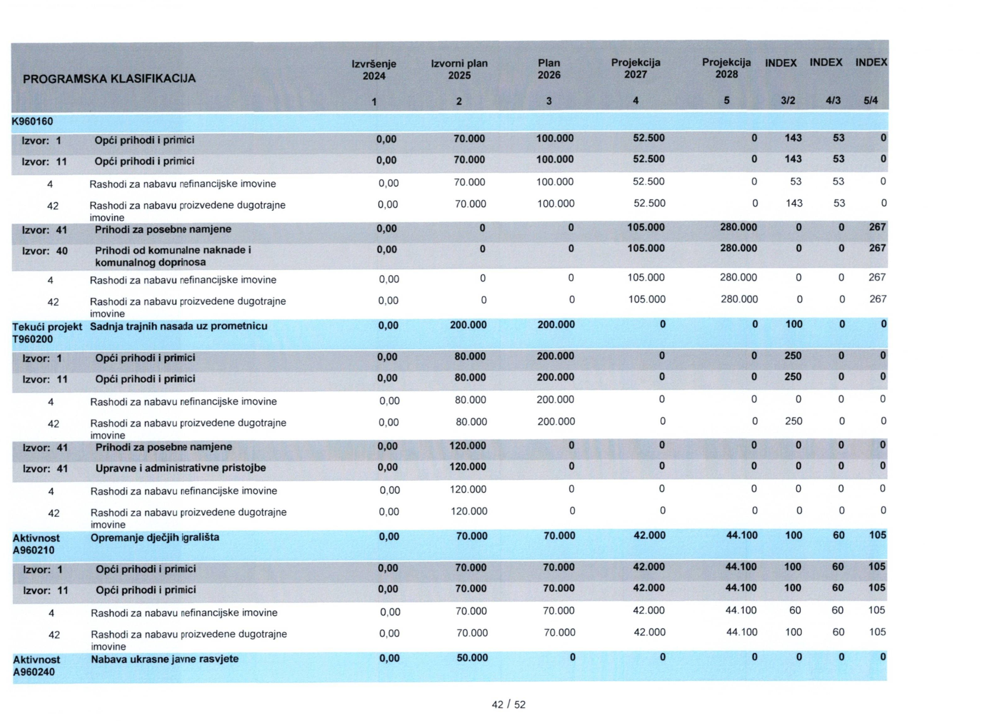 PROGRAMSKA KLASIFIKACIJA Izvršenje 2024 Izvorni plan 2025 Plan 2026 Projekcija 2027 Projekcija 2028 INDEX INDEX INDEX
1 2 3 4 5 3/2 4/3 5/4
K960160
Izvor: 1 Opći prihodi i primici 0,00 70.000 100.000 52.500 0 143 53 0
Izvor: 11 Opći prihodi i primici 0,00 70.000 100.000 52.500 0 143 53 0
4 Rashodi za nabavu nefinancijske imovine 0,00 70.000 100.000 52.500 0 53 53 0
42 Rashodi za nabavu proizvedene dugotrajne 0,00 70.000 100.000 52.500 0 143 53 0
imovine
Izvor: 41 Prihodi za posebne namjene 0,00 0 0 105.000 280.000 0 0 267
Izvor: 40 Prihodi od komunalne naknade i 0,00 0 0 105.000 280.000 0 0 267
komunalnog doprinosa
4 Rashodi za nabavu nefinancijske imovine 0,00 0 0 105.000 280.000 0 0 267
42 Rashodi za nabavu proizvedene dugotrajne 0,00 0 0 105.000 280.000 0 0 267
imovine
Tekući projekt Sadnja trajnih nasada uz prometnicu 0,00 200.000 200.000 0 0 100 0 0
T960200
Izvor: 1 Opći prihodi i primici 0,00 80.000 200.000 0 0 250 0 0
Izvor: 11 Opći prihodi i primici 0,00 80.000 200.000 0 0 250 0 0
4 Rashodi za nabavu nefinancijske imovine 0,00 80.000 200.000 0 0 0 0 0
42 Rashodi za nabavu proizvedene dugotrajne 0,00 80.000 200.000 0 0 250 0 0
imovine
Izvor: 41 Prihodi za posebne namjene 0,00 120.000 0 0 0 0 0 0
Izvor: 41 Upravne i administrativne pristojbe 0,00 120.000 0 0 0 0 0 0
4 Rashodi za nabavu nefinancijske imovine 0,00 120.000 0 0 0 0 0 0
42 Rashodi za nabavu proizvedene dugotrajne 0,00 120.000 0 0 0 0 0 0
imovine
Aktivnost Opremanje dječjih igrališta 0,00 70.000 70.000 42.000 44.100 100 60 105
A960210
Izvor: 1 Opći prihodi i primici 0,00 70.000 70.000 42.000 44.100 100 60 105
Izvor: 11 Opći prihodi i primici 0,00 70.000 70.000 42.000 44.100 100 60 105
4 Rashodi za nabavu nefinancijske imovine 0,00 70.000 70.000 42.000 44.100 60 60 105
42 Rashodi za nabavu proizvedene dugotrajne 0,00 70.000 70.000 42.000 44.100 100 60 105
imovine
Aktivnost Nabava ukrasne javne rasvjete 0,00 50.000 0 0 0 0 0 0
A960240
42 / 52